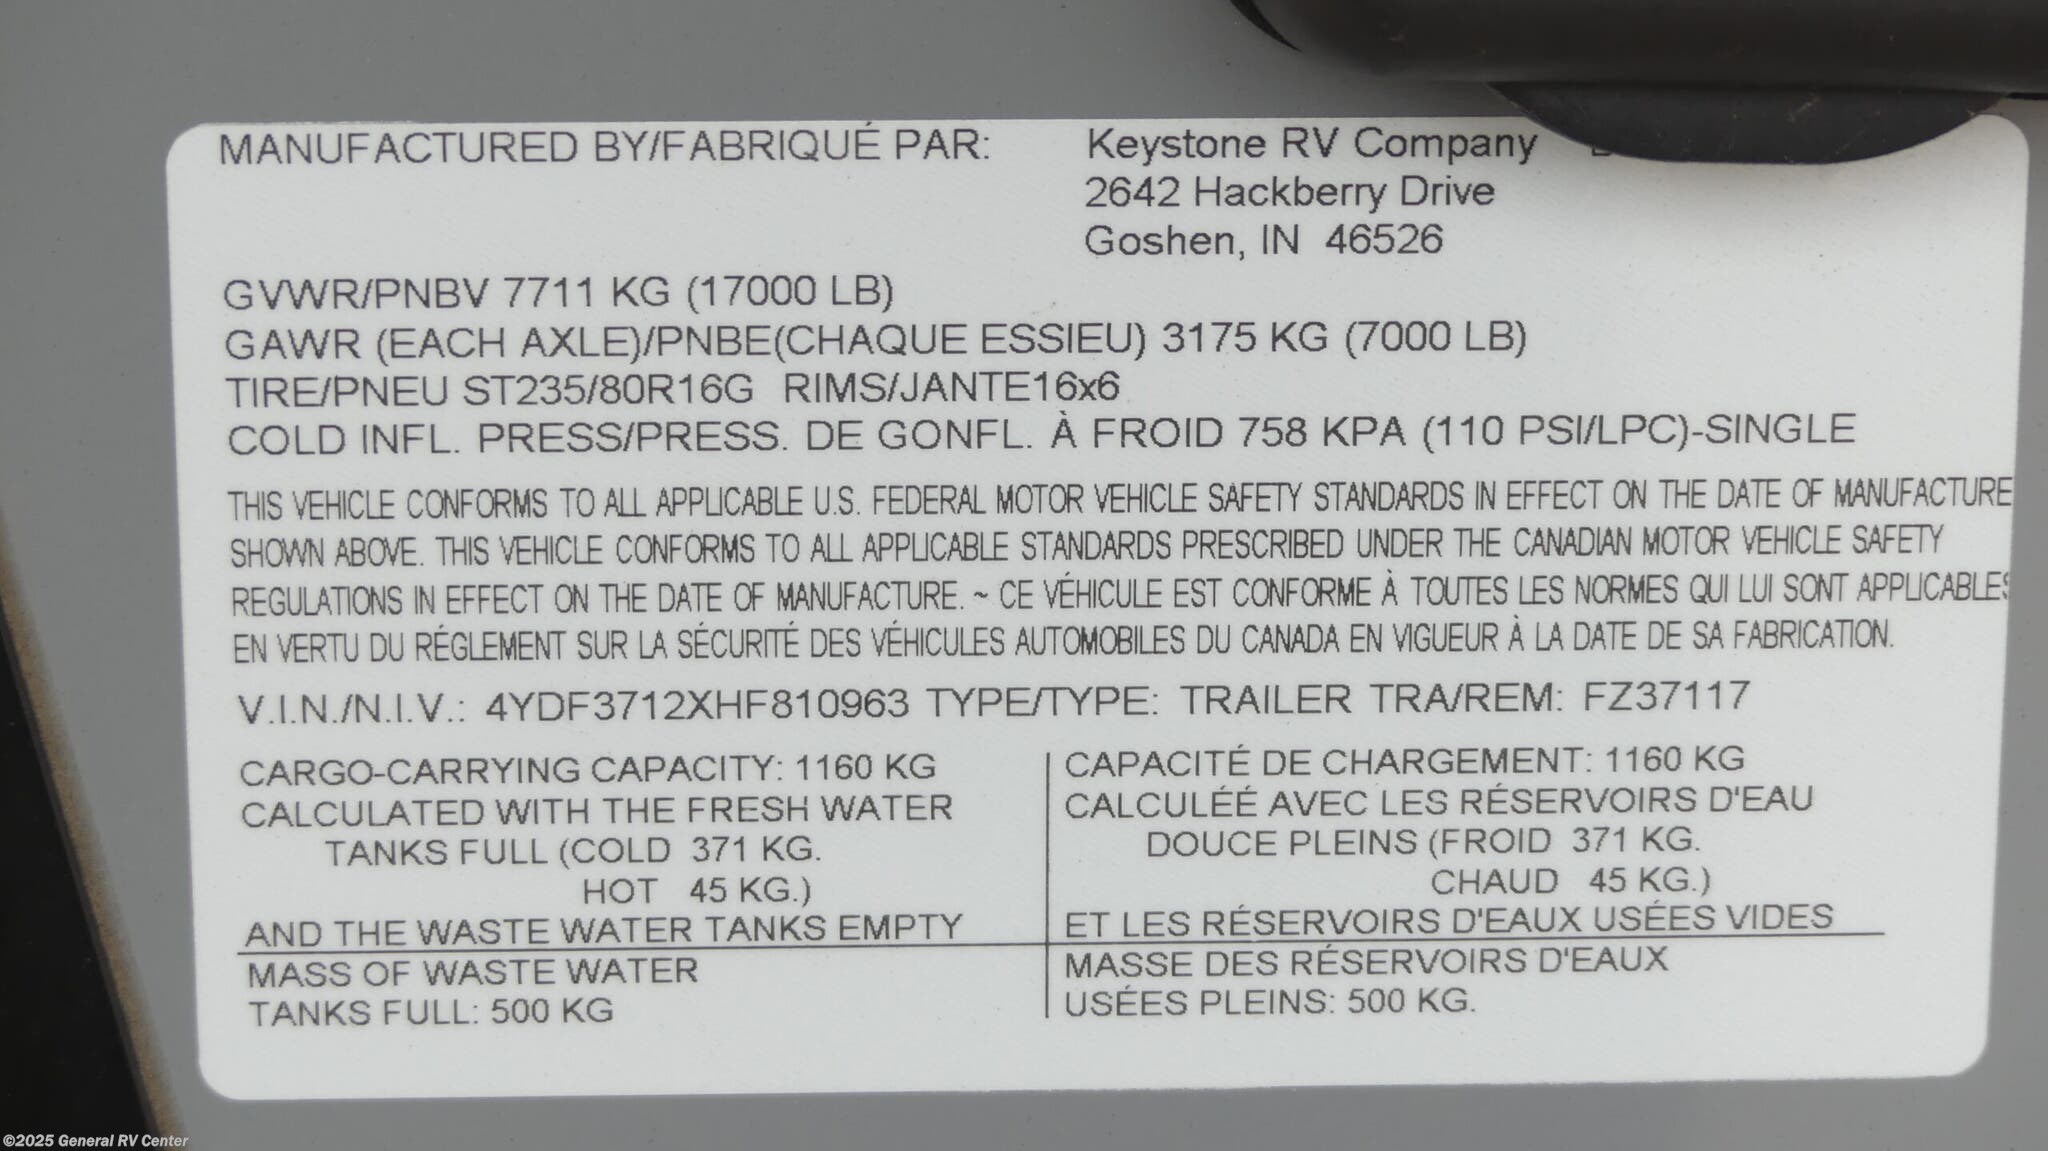 MANUFACTURED BY/FABRIQUÉ PAR: Keystone RV Company
2642 Hackberry Drive
Goshen, IN 46526
GVWR/PNBV 7711 KG (17000 LB)
GAWR (EACH AXLE)/PNBE(CHAQUE ESSIEU) 3175 KG (7000 LB)
TIRE/PNEU ST235/80R16G RIMS/JANTE16x6
COLD INFL. PRESS/PRESS. DE GONFL. À FROID 758 KPA (110 PSI/LPC)-SINGLE
THIS VEHICLE CONFORMS TO ALL APPLICABLE U.S. FEDERAL MOTOR VEHICLE SAFETY STANDARDS IN EFFECT ON THE DATE OF MANUFACTURE
SHOWN ABOVE. THIS VEHICLE CONFORMS TO ALL APPLICABLE STANDARDS PRESCRIBED UNDER THE CANADIAN MOTOR VEHICLE SAFETY
REGULATIONS IN EFFECT ON THE DATE OF MANUFACTURE. ~ CE VÉHICULE EST CONFORME À TOUTES LES NORMES QUI LUI SONT APPLICABLES
EN VERTU DU RÉGLEMENT SUR LA SÉCURITÉ DES VÉHICULES AUTOMOBILES DU CANADA EN VIGUEUR À LA DATE DE SA FABRICATION.
V.I.N./N.I.V.: 4YDF3712XHF810963 TYPE/TYPE: TRAILER TRA/REM: FZ37117
CARGO-CARRYING CAPACITY: 1160 KG
CALCULATED WITH THE FRESH WATER
TANKS FULL (COLD 371 KG.
HOT 45 KG.)
AND THE WASTE WATER TANKS EMPTY
MASS OF WASTE WATER
TANKS FULL: 500 KG
CAPACITÉ DE CHARGEMENT: 1160 KG
CALCULÉÉ AVEC LES RÉSERVOIRS D'EAU
DOUCE PLEINS (FROID 371 KG.
CHAUD 45 KG.)
ET LES RÉSERVOIRS D'EAUX USÉES VIDES
MASSE DES RÉSERVOIRS D'EAUX
USÉES PLEINS: 500 KG.
©2025 General RV Center